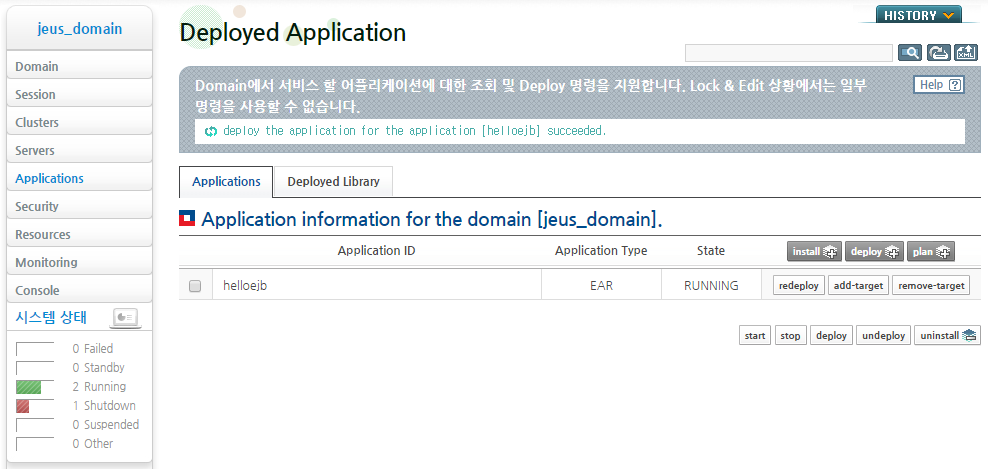 jeus_domain
Domain
Session
Clusters
Servers
Applications
Security
Resources
Monitoring
Console
시스템 상태
0 Failed
0 Standby
2 Running
1 Shutdown
0 Suspended
0 Other
HISTORY
Deployed Application
XML
Domain에서 서비스 할 어플리케이션에 대한 조회 및 Deploy 명령을 지원합니다. Lock & Edit 상황에서는 일부
명령을 사용할 수 없습니다.
Help ?
deploy the application for the application [helloejb] succeeded.
Applications Deployed Library
Application information for the domain [jeus_domain].
Application ID Application Type State install deploy plan
helloejb EAR RUNNING redeploy add-target remove-target
start stop deploy undeploy uninstall